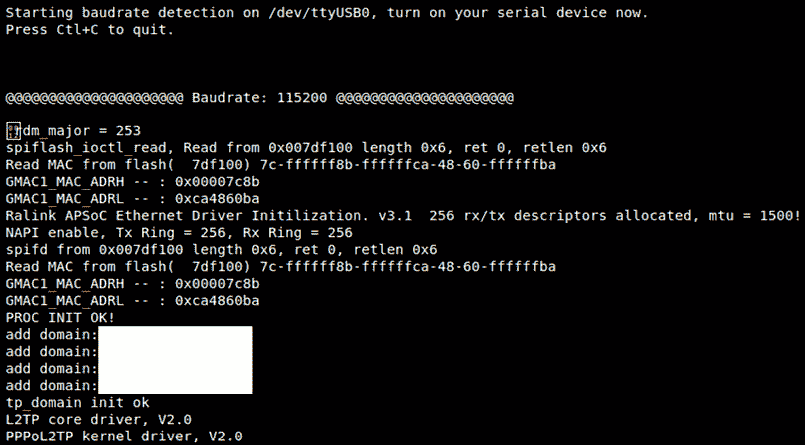 Starting baudrate detection on /dev/ttyUSB0, turn on your serial device now.
Press Ctl+C to quit.
@@@@@@@@@@@@@@@@@@@@@ Baudrate: 115200 @@@@@@@@@@@@@@@@@@@@@
rdm_major = 253
spiflash_ioctl_read, Read from 0x007df100 length 0x6, ret 0, retlen 0x6
Read MAC from flash(  7df100) 7c-ffffff8b-ffffffca-48-60-ffffffba
GMAC1_MAC_ADRH -- : 0x00007c8b
GMAC1_MAC_ADRL -- : 0xca4860ba
Ralink APSoC Ethernet Driver Initilization. v3.1  256 rx/tx descriptors allocated, mtu = 1500!
NAPI enable, Tx Ring = 256, Rx Ring = 256
spifd from 0x007df100 length 0x6, ret 0, retlen 0x6
Read MAC from flash(  7df100) 7c-ffffff8b-ffffffca-48-60-ffffffba
GMAC1_MAC_ADRH -- : 0x00007c8b
GMAC1_MAC_ADRL -- : 0xca4860ba
PROC INIT OK!
add domain:
add domain:
add domain:
add domain:
tp_domain init ok
L2TP core driver, V2.0
PPPoL2TP kernel driver, V2.0